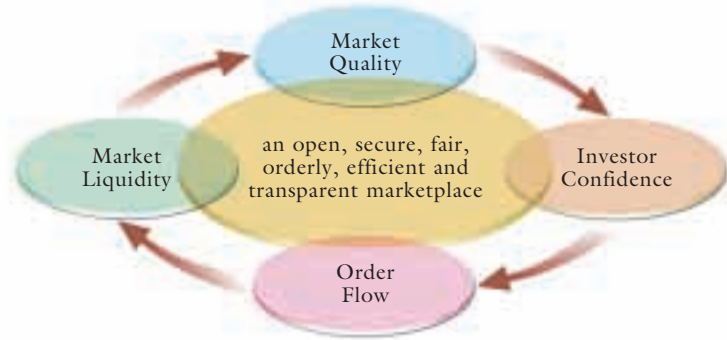 Market
Quality
an open, secure, fair,
orderly, efficient and
transparent marketplace
Market
Liquidity
Investor
Confidence
Order
Flow